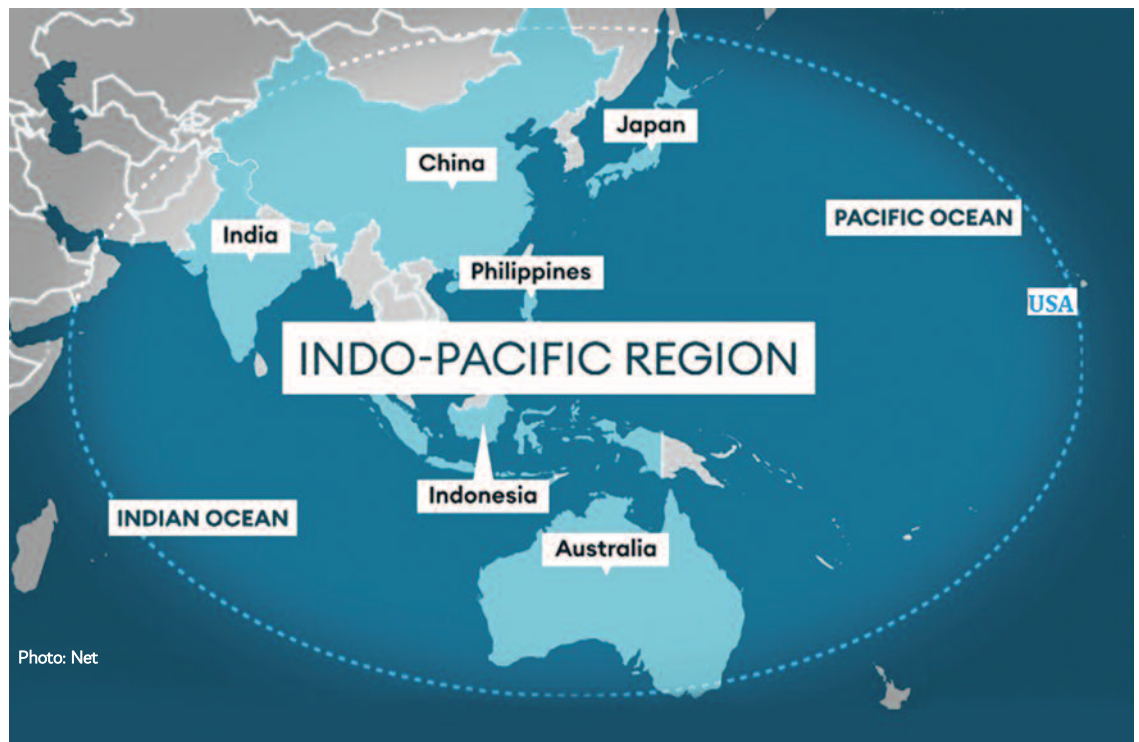 Japan
China
PACIFIC OCEAN
India
Philippines
USA
INDO-PACIFIC REGION
Indonesia
INDIAN OCEAN
Australia
Photo: Net